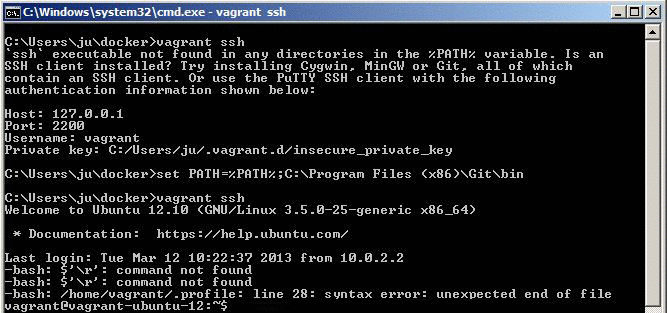 C:\Windows\system32\cmd.exe - vagrant ssh
C:\Users\ju\docker>vagrant ssh
`ssh` executable not found in any directories in the %PATH% variable. Is an
SSH client installed? Try installing Cygwin, MinGW or Git, all of which
contain an SSH client. Or use the PuTTY SSH client with the following
authentication information shown below:
Host: 127.0.0.1
Port: 2200
Username: vagrant
Private key: C:/Users/ju/.vagrant.d/insecure_private_key
C:\Users\ju\docker>set PATH=%PATH%;C:\Program Files (x86)\Git\bin
C:\Users\ju\docker>vagrant ssh
Welcome to Ubuntu 12.10 (GNU/Linux 3.5.0-25-generic x86_64)
* Documentation:  https://help.ubuntu.com/
Last login: Tue Mar 12 10:22:37 2013 from 10.0.2.2
-bash: $'\r': command not found
-bash: $'\r': command not found
-bash: /home/vagrant/.profile: line 28: syntax error: unexpected end of file
vagrant@vagrant-ubuntu-12:~$